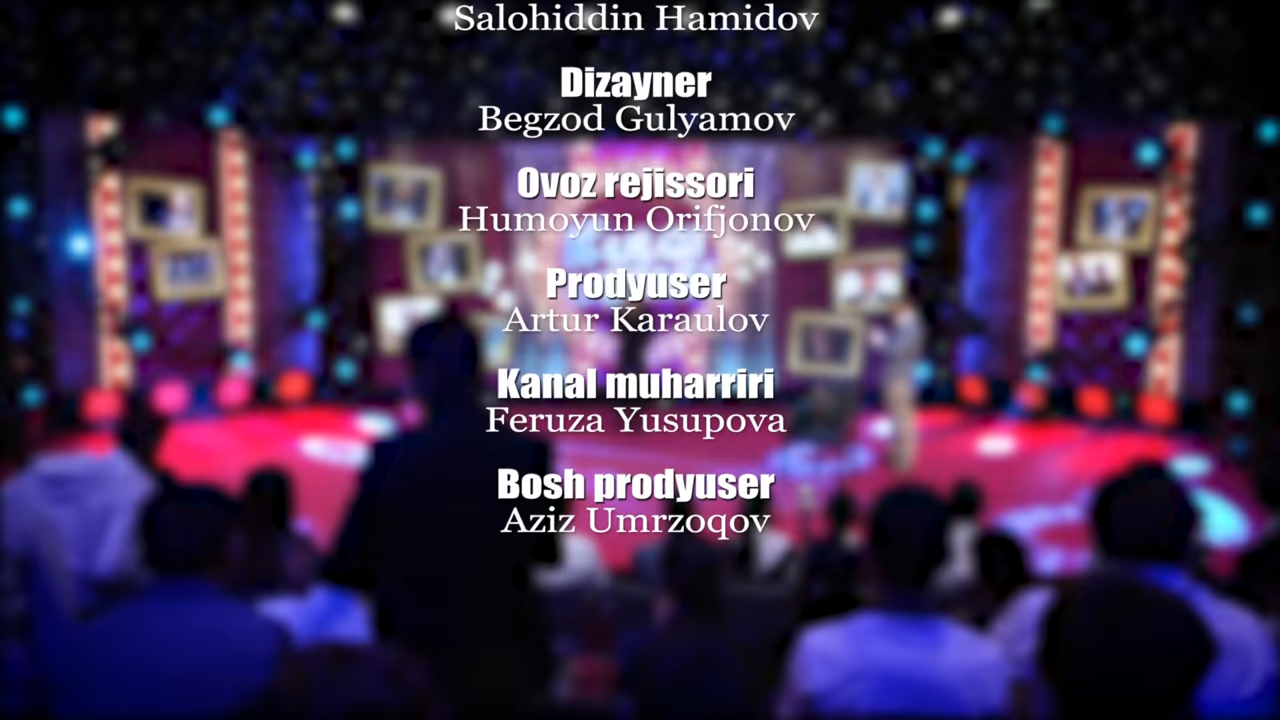 Salohiddin Hamidov
Dizayner
Begzod Gulyamov
Ovoz rejissori
Humoyun Orifjonov
Prodyuser
Artur Karaulov
Kanal muharriri
Feruza Yusupova
Bosh prodyuser
Aziz Umrzoqov